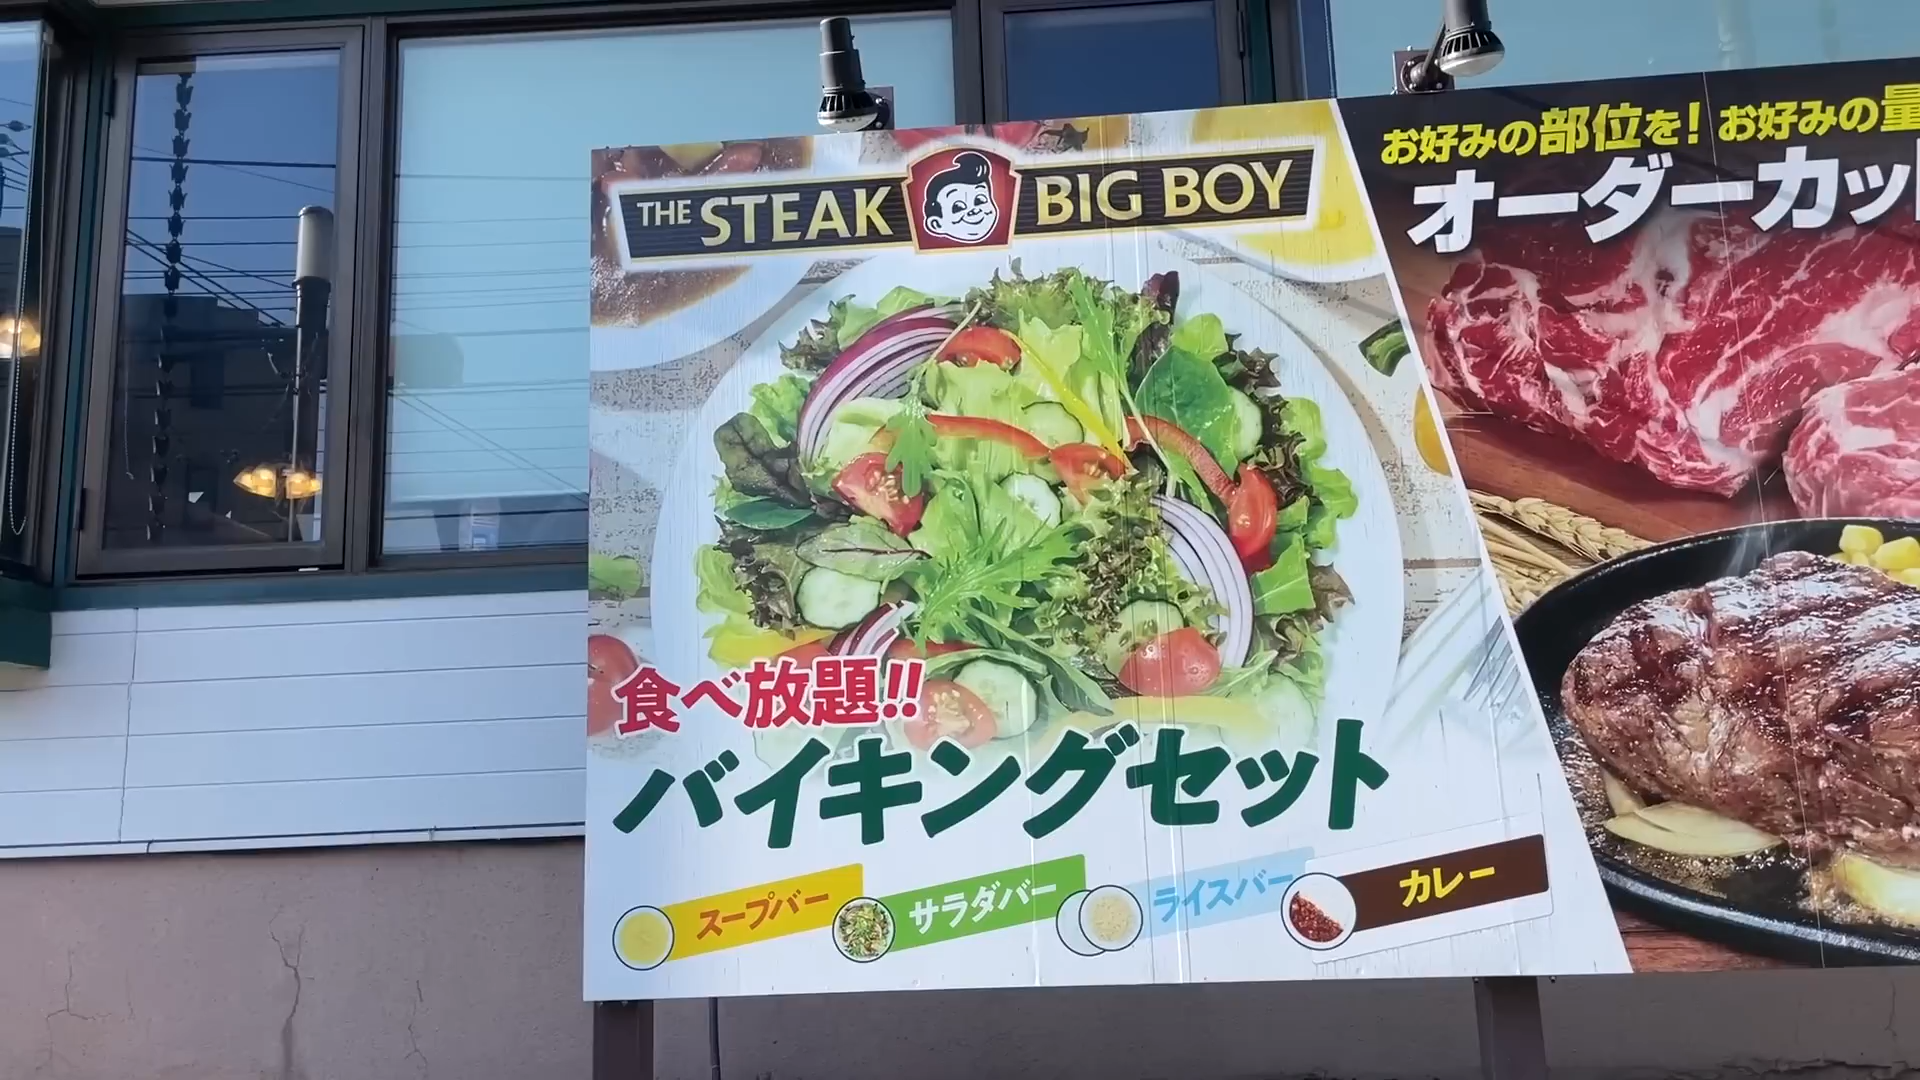 THE STEAK BIG BOY
食べ放題!!
バイキングセット
スープバー
サラダバー
ライスバー
カレー
お好みの部位を! お好みの量
オーダーカッ